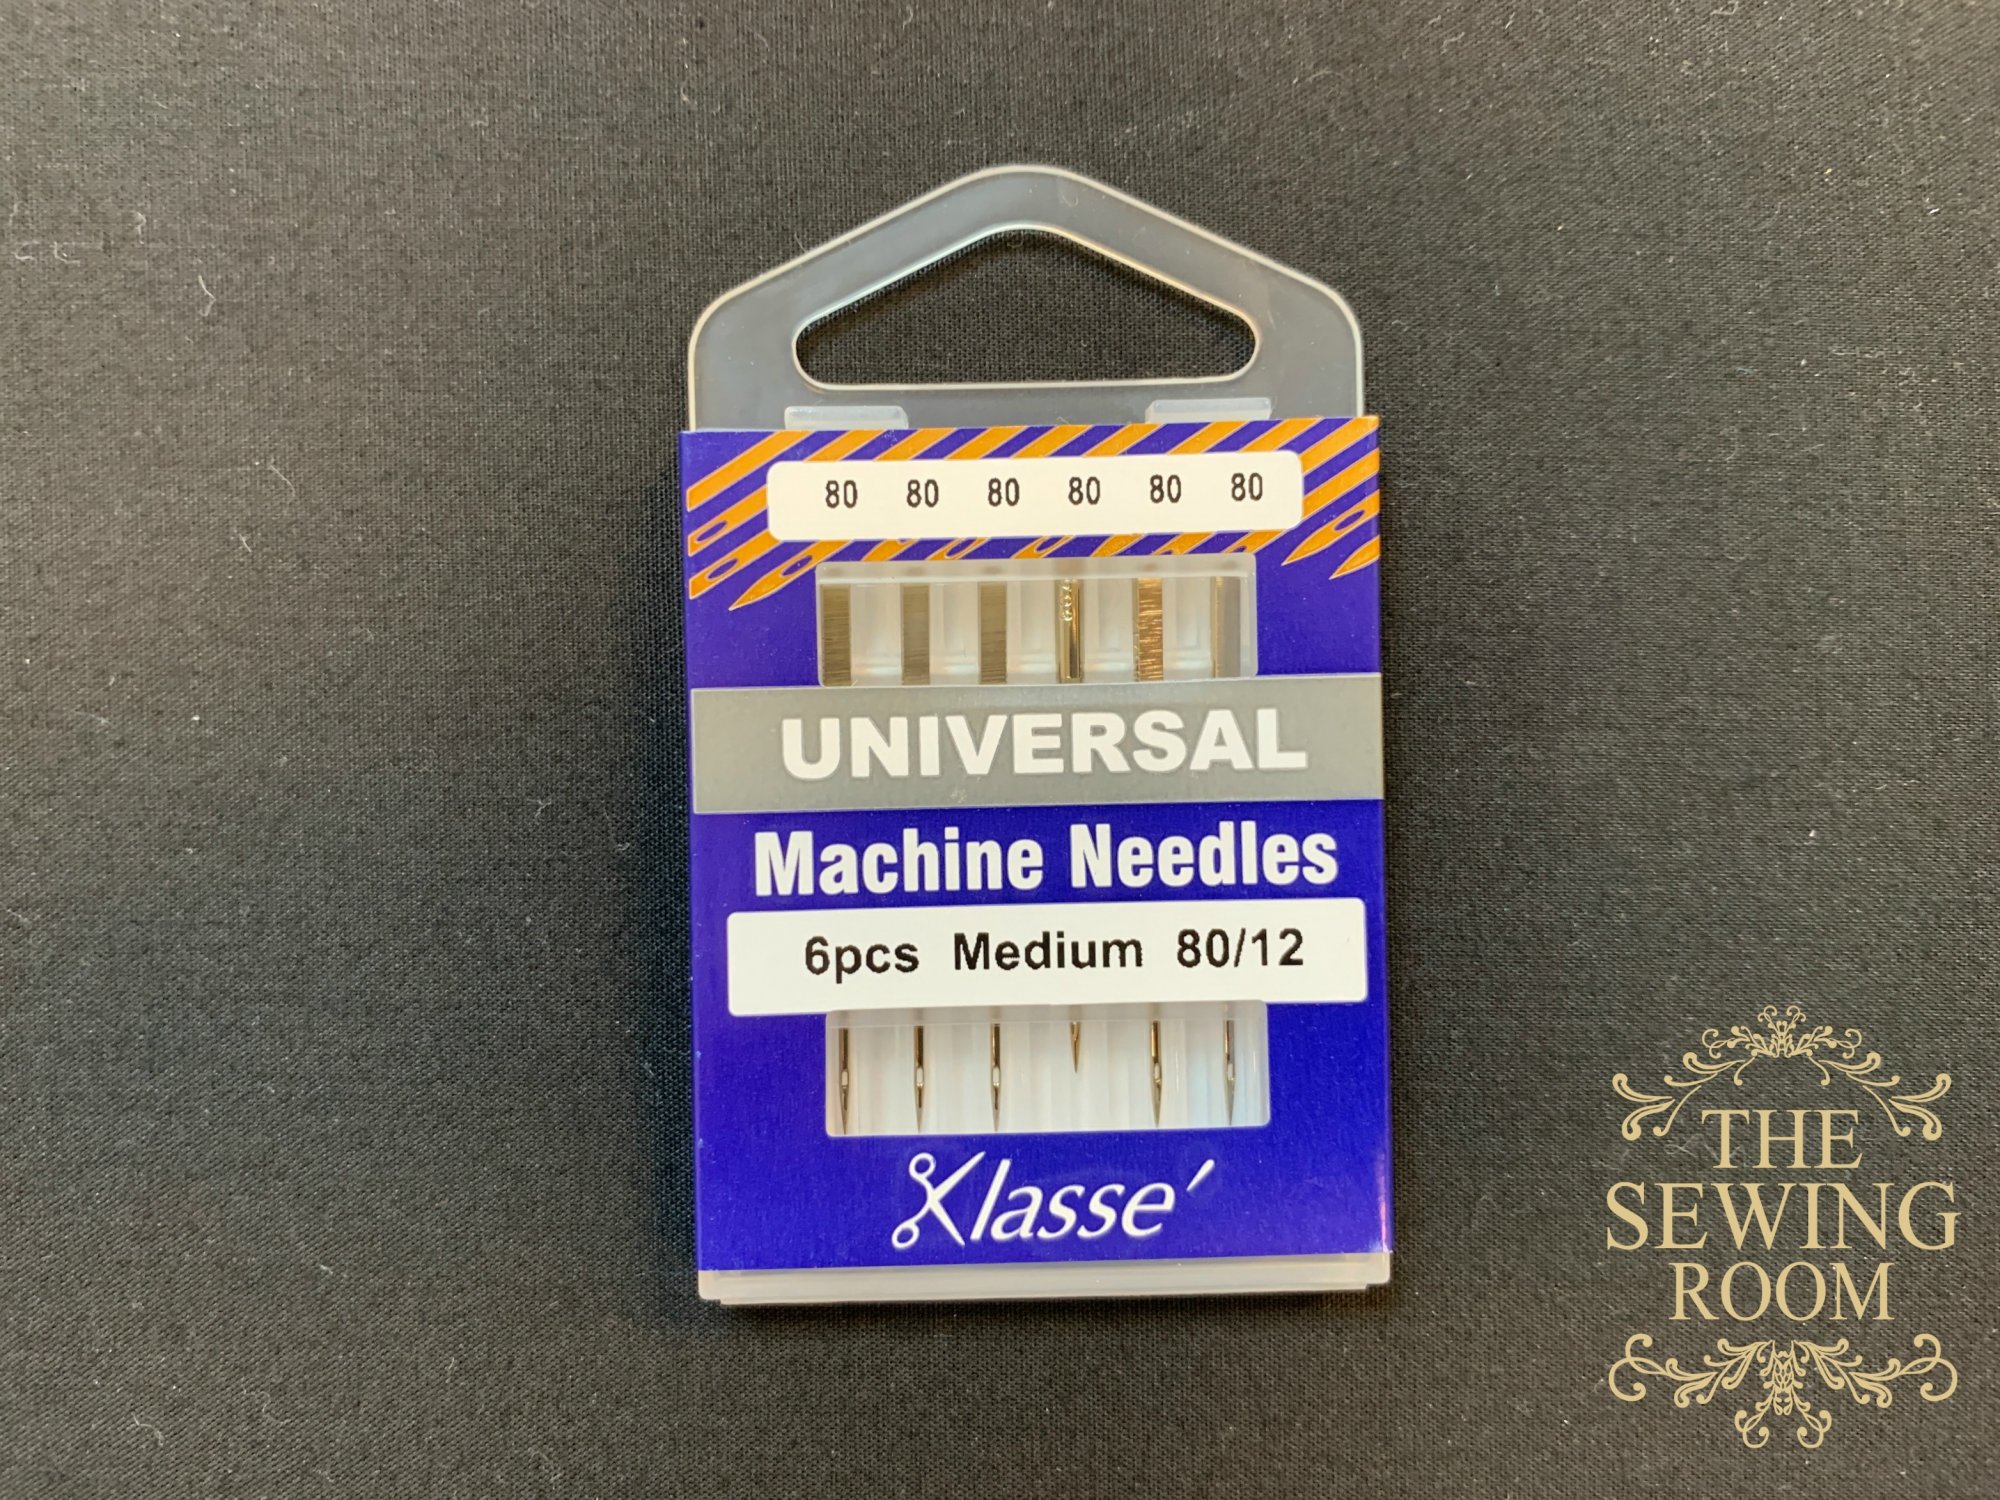 80 80 80 80 80 80
UNIVERSAL
Machine Needles
6pcs Medium 80/12
Klasse´
THE
SEWING
ROOM